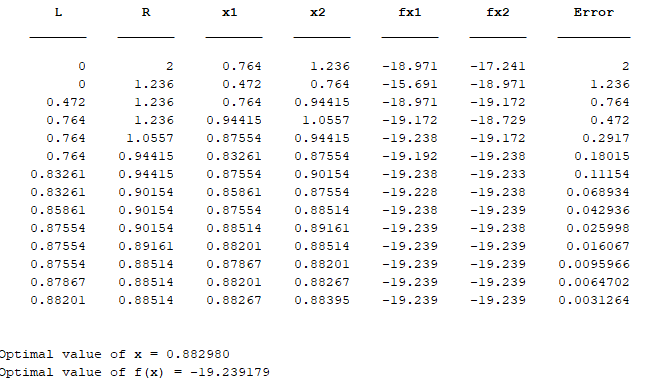 L R x1 x2 fx1 fx2 Error
0 2 0.764 1.236 -18.971 -17.241 2
0 1.236 0.472 0.764 -15.691 -18.971 1.236
0.472 1.236 0.764 0.94415 -18.971 -19.172 0.764
0.764 1.236 0.94415 1.0557 -19.172 -18.729 0.472
0.764 1.0557 0.87554 0.94415 -19.238 -19.172 0.2917
0.764 0.94415 0.83261 0.87554 -19.192 -19.238 0.18015
0.83261 0.94415 0.87554 0.90154 -19.238 -19.233 0.11154
0.83261 0.90154 0.85861 0.87554 -19.228 -19.238 0.068934
0.85861 0.90154 0.87554 0.88514 -19.238 -19.239 0.042936
0.87554 0.90154 0.88514 0.89161 -19.239 -19.238 0.025998
0.87554 0.89161 0.88201 0.88514 -19.239 -19.239 0.016067
0.87554 0.88514 0.87867 0.88201 -19.239 -19.239 0.0095966
0.87867 0.88514 0.88201 0.88267 -19.239 -19.239 0.0064702
0.88201 0.88514 0.88267 0.88395 -19.239 -19.239 0.0031264
Optimal value of x = 0.882980
Optimal value of f(x) = -19.239179